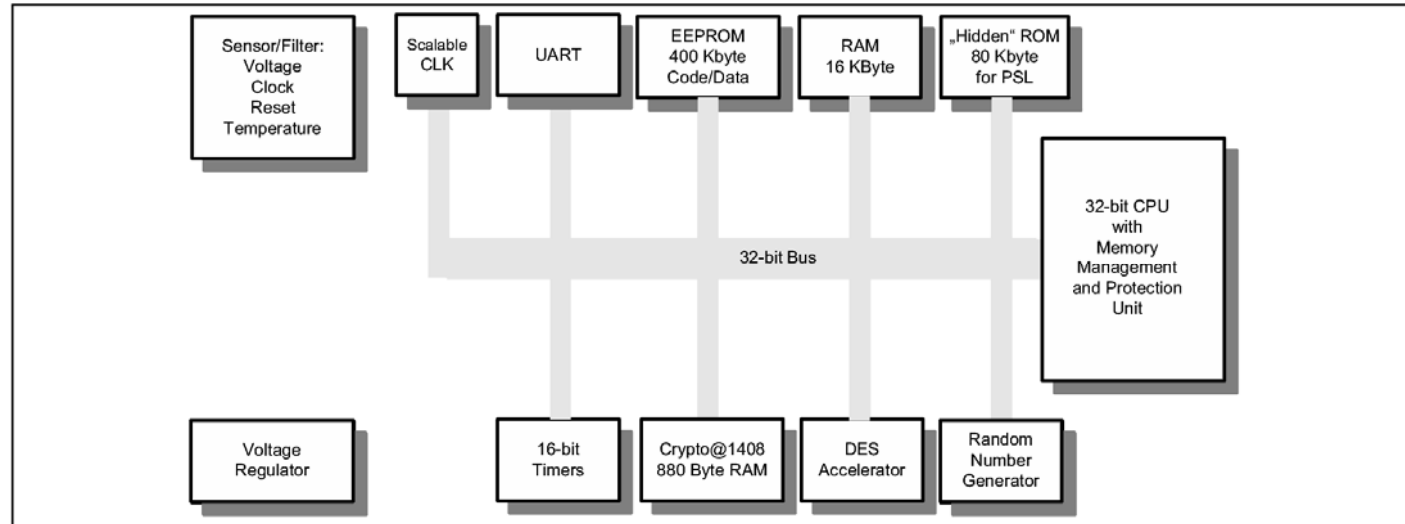 Sensor/Filter:
Voltage
Clock
Reset
Temperature
Scalable
CLK
UART
EEPROM
400 Kbyte
Code/Data
RAM
16 KByte
„Hidden“ ROM
80 Kbyte
for PSL
32-bit CPU
with
Memory
Management
and Protection
Unit
32-bit Bus
Voltage
Regulator
16-bit
Timers
Crypto@1408
880 Byte RAM
DES
Accelerator
Random
Number
Generator